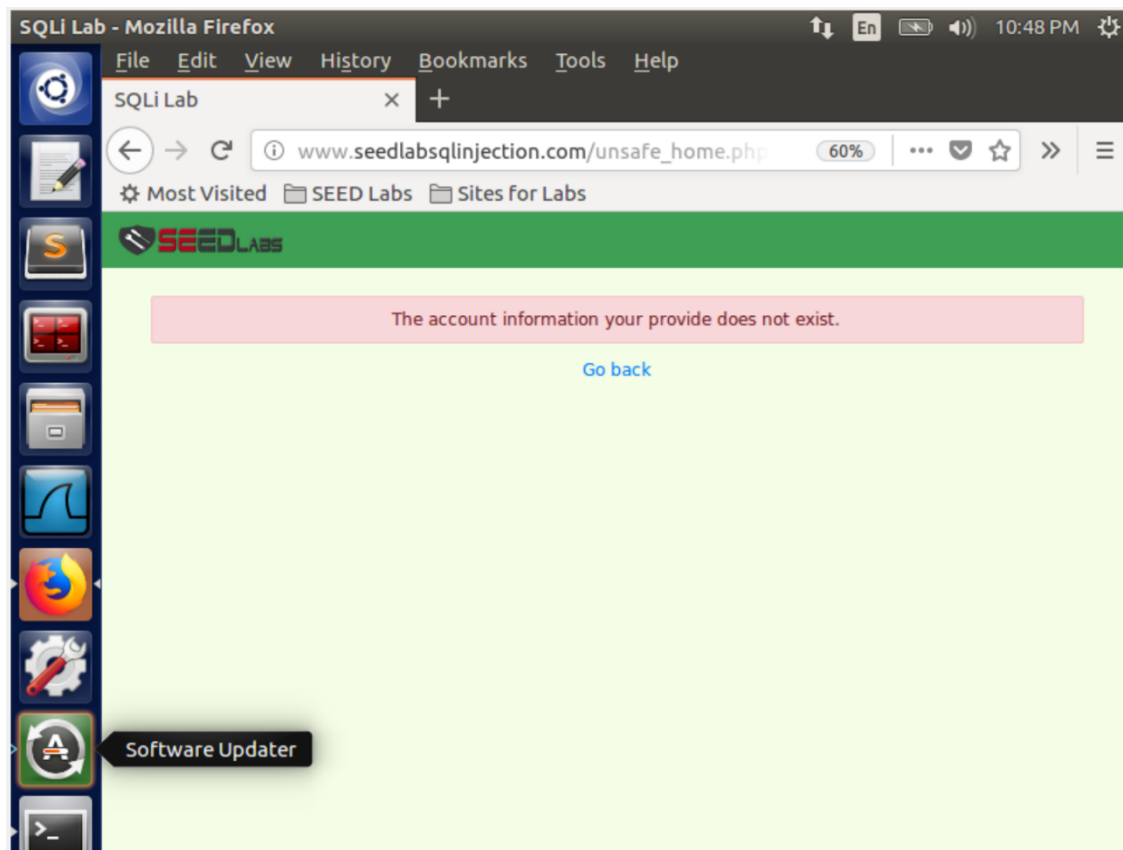 SQLi Lab - Mozilla Firefox En 10:48 PM
File Edit View History Bookmarks Tools Help
SQLi Lab
www.seedlabsqlinjection.com/unsafe_home.php 60%
Most Visited SEED Labs Sites for Labs
SEEDLABS
The account information your provide does not exist.
Go back
Software Updater